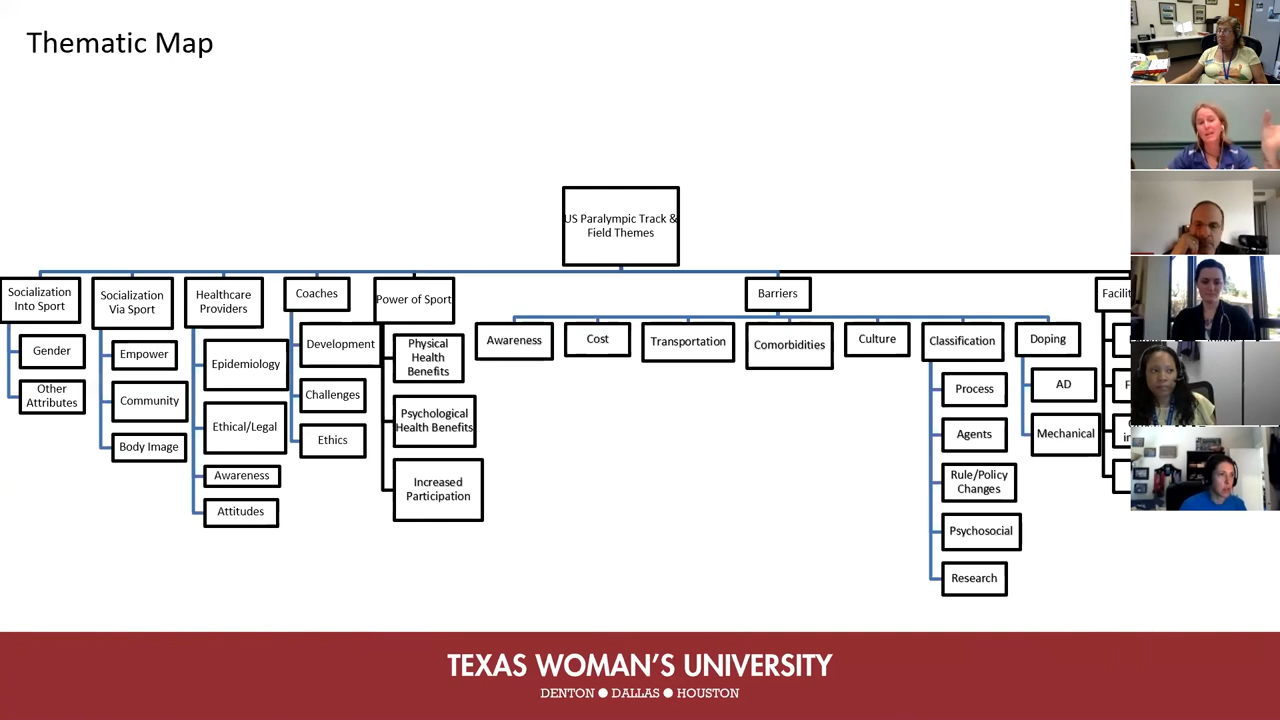 Thematic Map
US Paralympic Track &
Field Themes
Socialization
Into Sport
Gender
Other
Attributes
Socialization
Via Sport
Empower
Community
Body Image
Healthcare
Providers
Epidemiology
Ethical/Legal
Awareness
Attitudes
Coaches
Development
Challenges
Ethics
Power of Sport
Physical
Health
Benefits
Psychological
Health Benefits
Increased
Participation
Barriers
Awareness
Cost
Transportation
Comorbidities
Culture
Classification
Process
Agents
Rule/Policy
Changes
Psychosocial
Research
Doping
AD
Mechanical
Facilit
TEXAS WOMAN'S UNIVERSITY
DENTON ● DALLAS ● HOUSTON